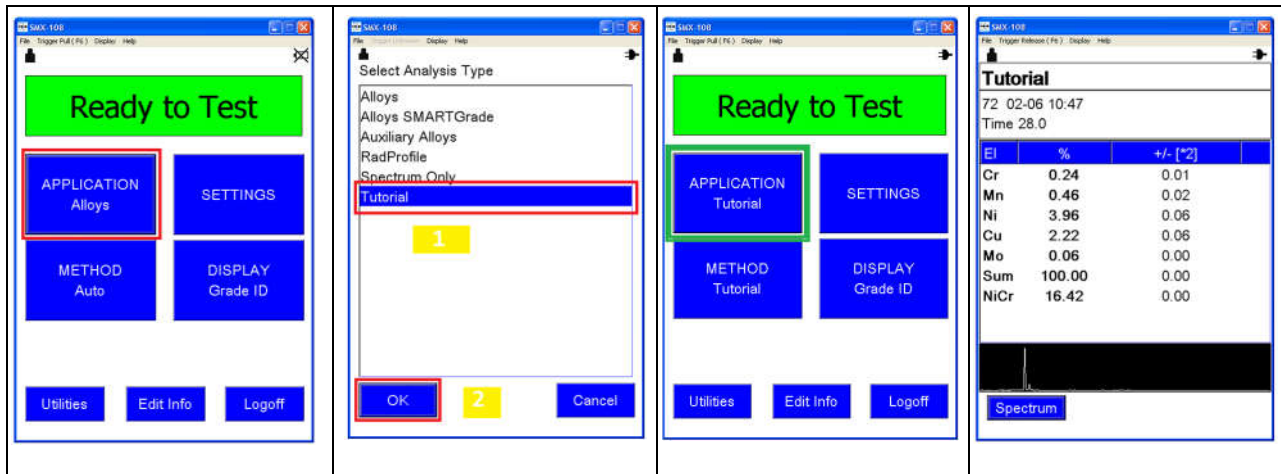 SMX-108
File Trigger Pull ( F6 ) Display Help
Ready to Test
APPLICATION
Alloys
SETTINGS
METHOD
Auto
DISPLAY
Grade ID
Utilities
Edit Info
Logoff
SMX-108
File Display Help
Select Analysis Type
Alloys
Alloys SMARTGrade
Auxiliary Alloys
RadProfile
Spectrum Only
Tutorial
1
OK
2
Cancel
SMX-108
File Trigger Pull ( F6 ) Display Help
Ready to Test
APPLICATION
Tutorial
SETTINGS
METHOD
Tutorial
DISPLAY
Grade ID
Utilities
Edit Info
Logoff
SMX-108
File Trigger Release ( F6 ) Display Help
Tutorial
72 02-06 10:47
Time 28.0
El % +/- [*2]
Cr 0.24 0.01
Mn 0.46 0.02
Ni 3.96 0.06
Cu 2.22 0.06
Mo 0.06 0.00
Sum 100.00 0.00
NiCr 16.42 0.00
Spectrum